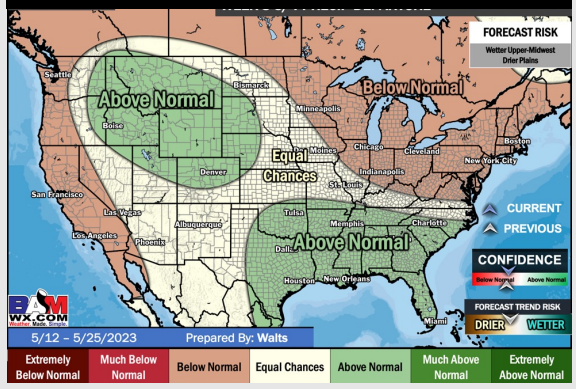 FORECAST RISK
Wetter Upper-Midwest
Drier Plains
Seattle
Bismarck
Below Normal
Above Normal
Minneapolis
Boise
Boston
Chicago
Cleveland
Des Moines
New York City
Equal
Chances
Indianapolis
Denver
St. Louis
San Francisco
CURRENT
Las Vegas
Tulsa
Memphis
Charlotte
Albuquerque
PREVIOUS
Los Angeles
Phoenix
Dallas
Above Normal
CONFIDENCE
Houston
New Orleans
Below Normal
Above Normal
BAM
WX.COM
Weather. Made. Simple.
FORECAST TREND RISK
DRIER
WETTER
Miami
5/12 – 5/25/2023
Prepared By: Walts
Extremely
Below Normal
Much Below
Normal
Below Normal
Equal Chances
Above Normal
Much Above
Normal
Extremely
Above Normal